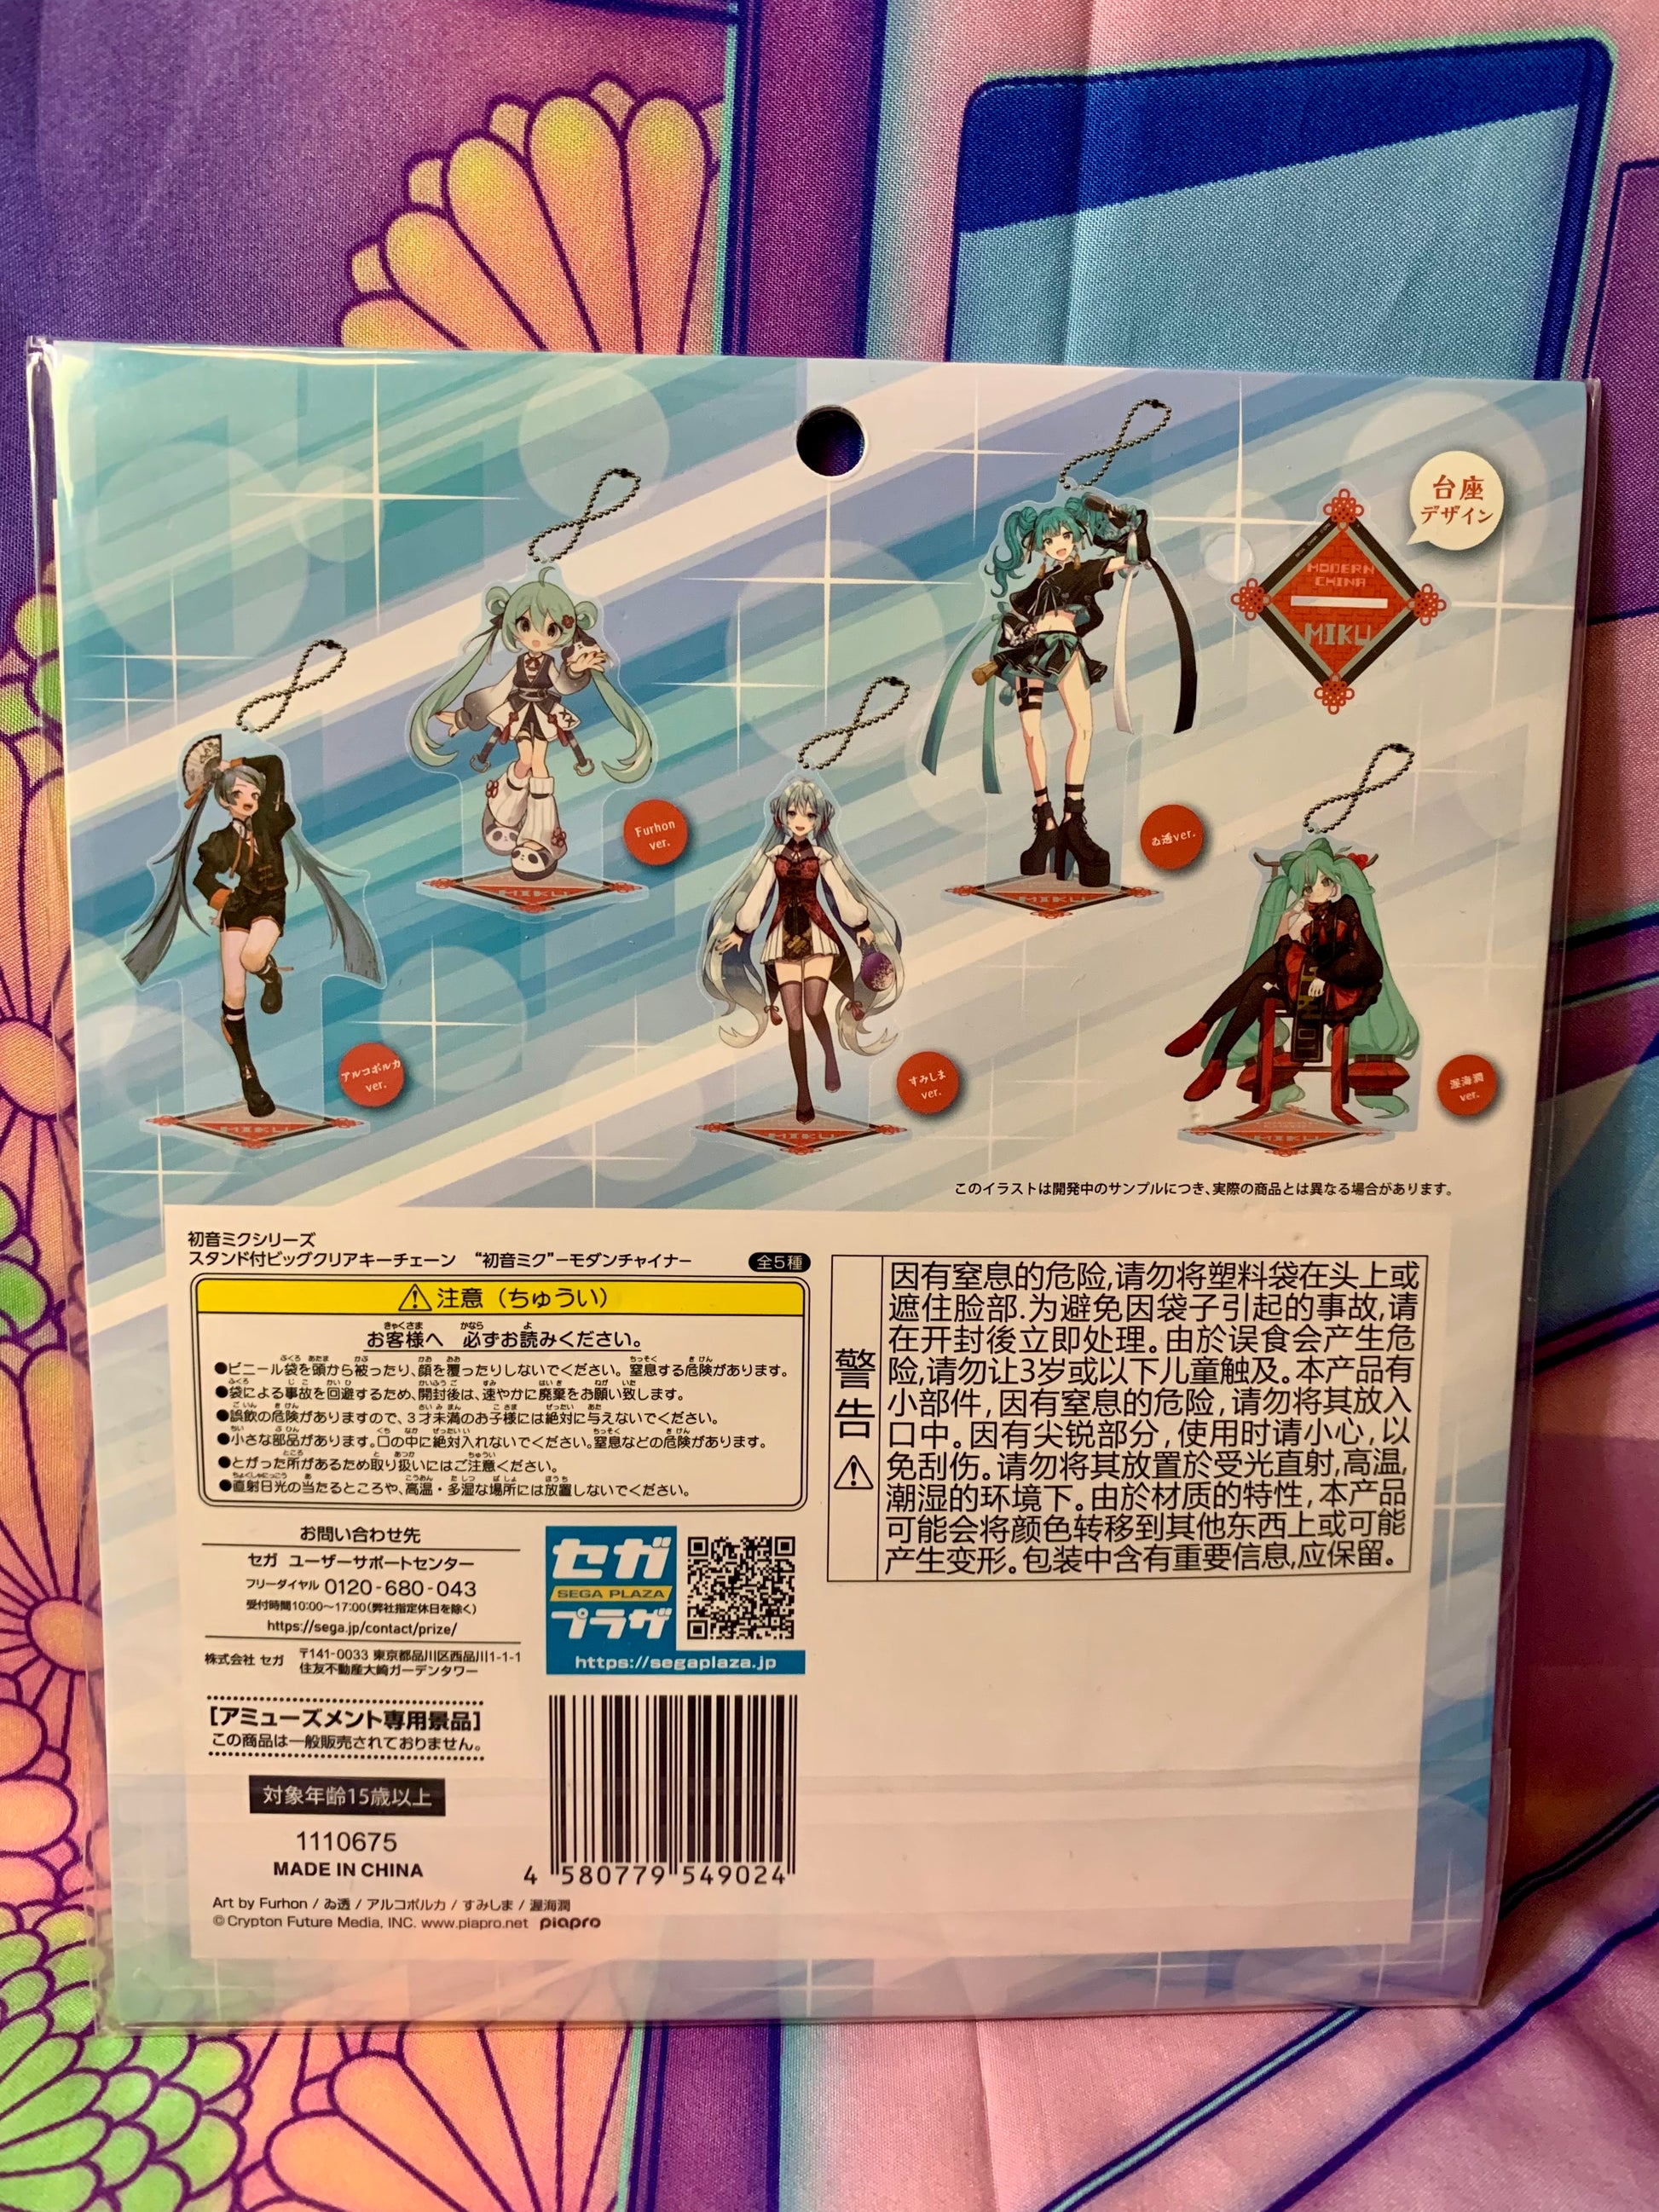 台座
デザイン
MODERN
CHINA
MIKU
Furhon
ver.
MIKU
ゐ透ver.
MIKU
アルコポルカ
ver.
MIKU
すみしま
ver.
MIKU
渥海潤
ver.
MIKU
このイラストは開発中のサンプルにつき、実際の商品とは異なる場合があります。
初音ミクシリーズ
スタンド付ビッグクリアキーチェーン “初音ミク”−モダンチャイナ− 全5種
注意（ちゅうい）
お客様へ 必ずお読みください。
●ビニール袋を頭から被ったり、顔を覆ったりしないでください。窒息する危険があります。
●袋による事故を回避するため、開封後は、速やかに廃棄をお願い致します。
●誤飲の危険がありますので、3才未満のお子様には絶対に与えないでください。
●小さな部品があります。口の中に絶対入れないでください。窒息などの危険があります。
●とがった所があるため取り扱いにはご注意ください。
●直射日光の当たるところや、高温・多湿な場所には放置しないでください。
警告
因有窒息的危险,请勿将塑料袋在头上或
遮住脸部.为避免因袋子引起的事故,请
在开封後立即处理。由於误食会产生危
险,请勿让3岁或以下儿童触及。本产品有
小部件,因有窒息的危险,请勿将其放入
口中。因有尖锐部分,使用时请小心,以
免刮伤。请勿将其放置於受光直射,高温,
潮湿的环境下。由於材质的特性,本产品
可能会将颜色转移到其他东西上或可能
产生变形。包装中含有重要信息,应保留。
お問い合わせ先
セガ ユーザーサポートセンター
フリーダイヤル 0120-680-043
受付時間10:00〜17:00(弊社指定休日を除く)
https://sega.jp/contact/prize/
株式会社 セガ 〒141-0033 東京都品川区西品川1-1-1
住友不動産大崎ガーデンタワー
セガ
SEGA PLAZA
プラザ
https://segaplaza.jp
[アミューズメント専用景品]
この商品は一般販売されておりません。
対象年齢15歳以上
1110675
MADE IN CHINA
4 580779 549024
Art by Furhon / ゐ透 / アルコポルカ / すみしま / 渥海潤
© Crypton Future Media, INC. www.piapro.net piapro